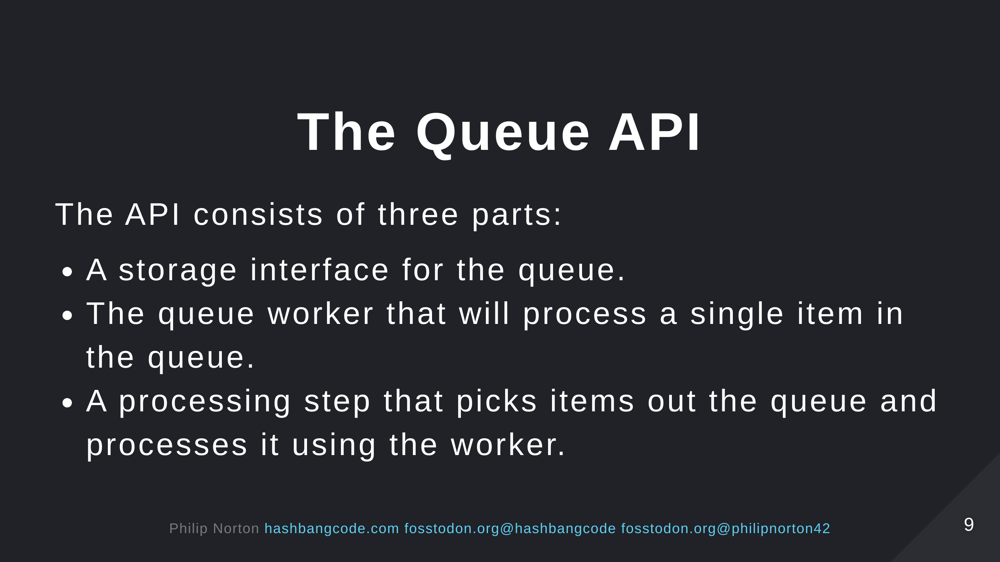 The Queue API
The API consists of three parts:
• A storage interface for the queue.
• The queue worker that will process a single item in
the queue.
• A processing step that picks items out the queue and
processes it using the worker.
Philip Norton hashbangcode.com fosstodon.org@hashbangcode fosstodon.org@philipnorton42
9